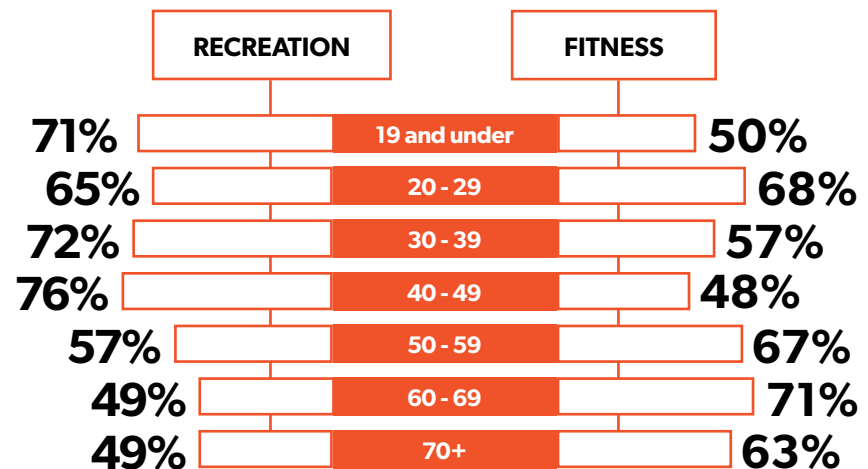 RECREATION FITNESS
71% 19 and under 50%
65% 20 - 29 68%
72% 30 - 39 57%
76% 40 - 49 48%
57% 50 - 59 67%
49% 60 - 69 71%
49% 70+ 63%